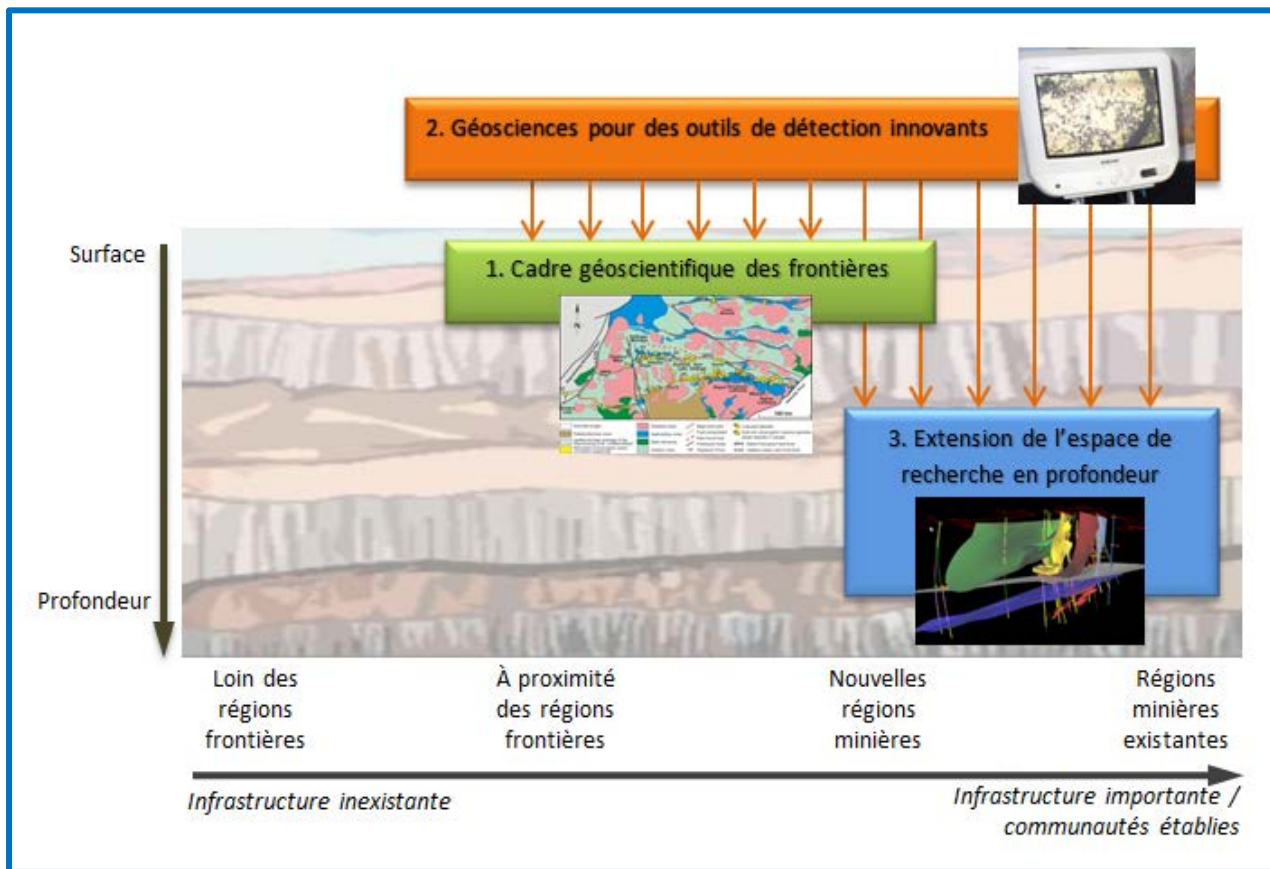 2. Géosciences pour des outils de détection innovants
Surface
1. Cadre géoscientifique des frontières
3. Extension de l'espace de
recherche en profondeur
Profondeur
Loin des
régions
frontières
À proximité
des régions
frontières
Nouvelles
régions
minières
Régions
minières
existantes
Infrastructure inexistante
Infrastructure importante /
communautés établies